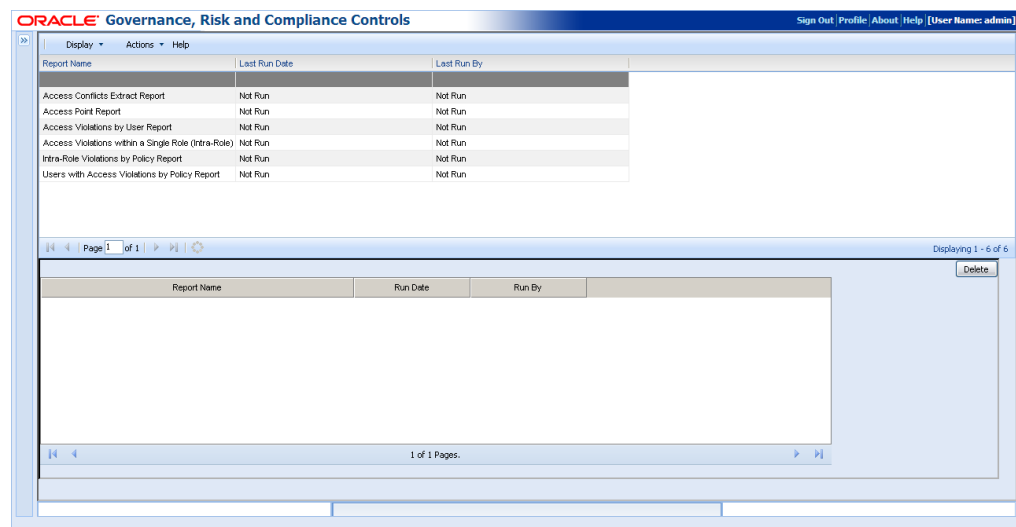 ORACLE Governance, Risk and Compliance Controls
Sign Out Profile About Help [User Name: admin]
Display Actions Help
Report Name Last Run Date Last Run By
Access Conflicts Extract Report Not Run Not Run
Access Point Report Not Run Not Run
Access Violations by User Report Not Run Not Run
Access Violations within a Single Role (Intra-Role) Not Run Not Run
Intra-Role Violations by Policy Report Not Run Not Run
Users with Access Violations by Policy Report Not Run Not Run
Page 1 of 1 Displaying 1 - 6 of 6
Delete
Report Name Run Date Run By
1 of 1 Pages.